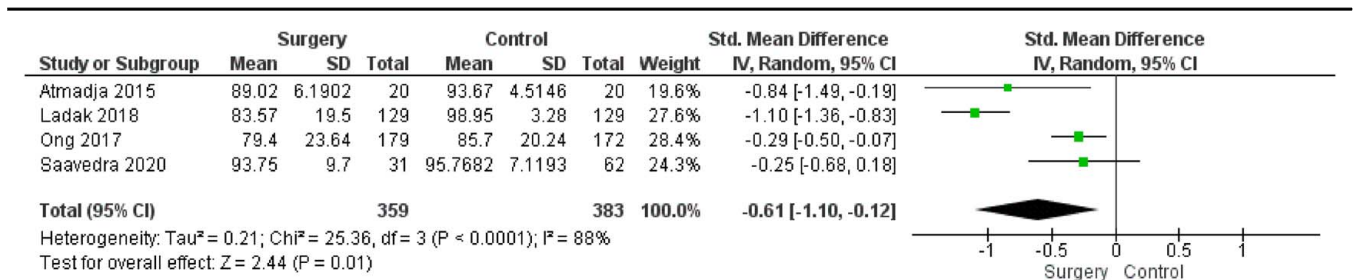 Surgery Control Std. Mean Difference Std. Mean Difference
Study or Subgroup Mean SD Total Mean SD Total Weight IV, Random, 95% CI IV, Random, 95% CI
Atmadja 2015 89.02 6.1902 20 93.67 4.5146 20 19.6% -0.84 [-1.49, -0.19]
Ladak 2018 83.57 19.5 129 98.95 3.28 129 27.6% -1.10 [-1.36, -0.83]
Ong 2017 79.4 23.64 179 85.7 20.24 172 28.4% -0.29 [-0.50, -0.07]
Saavedra 2020 93.75 9.7 31 95.7682 7.1193 62 24.3% -0.25 [-0.68, 0.18]
Total (95% CI) 359 383 100.0% -0.61 [-1.10, -0.12]
Heterogeneity: Tau² = 0.21; Chi² = 25.36, df = 3 (P < 0.0001); I² = 88%
Test for overall effect: Z = 2.44 (P = 0.01)
-1 -0.5 0 0.5 1
Surgery Control